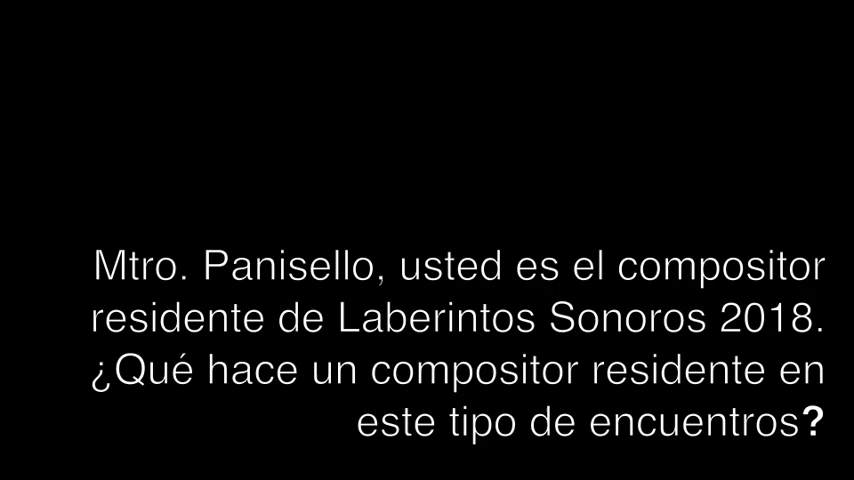 Mtro. Panisello, usted es el compositor
residente de Laberintos Sonoros 2018.
¿Qué hace un compositor residente en
este tipo de encuentros?